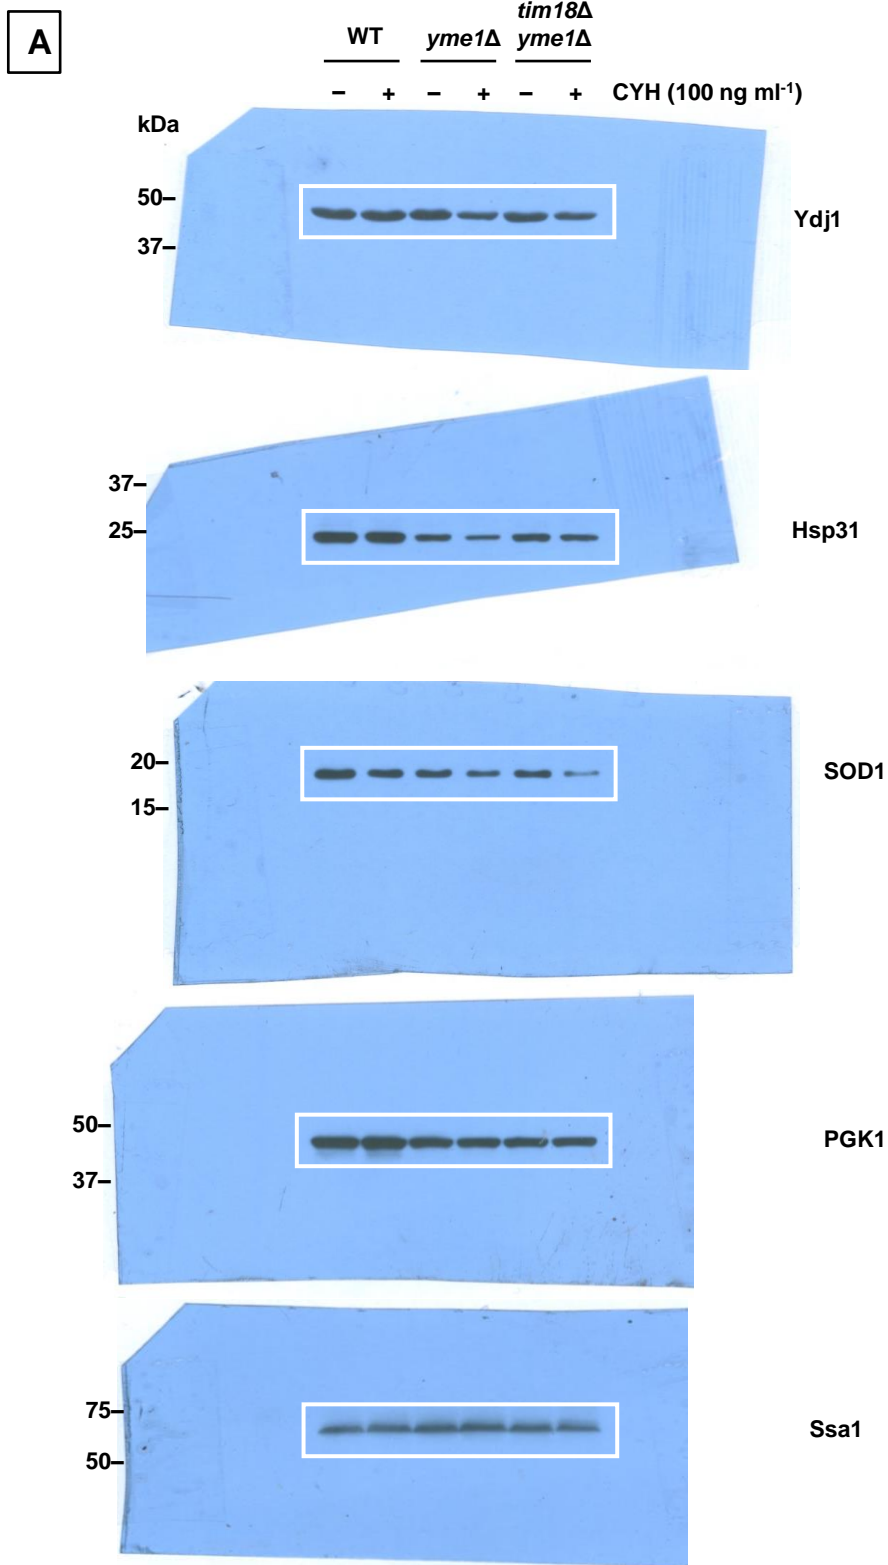 A
WT yme1Δ tim18Δ yme1Δ
− + − + − + CYH (100 ng ml-1)
kDa
50–
37–
Ydj1
37–
25–
Hsp31
20–
15–
SOD1
50–
37–
PGK1
75–
50–
Ssa1